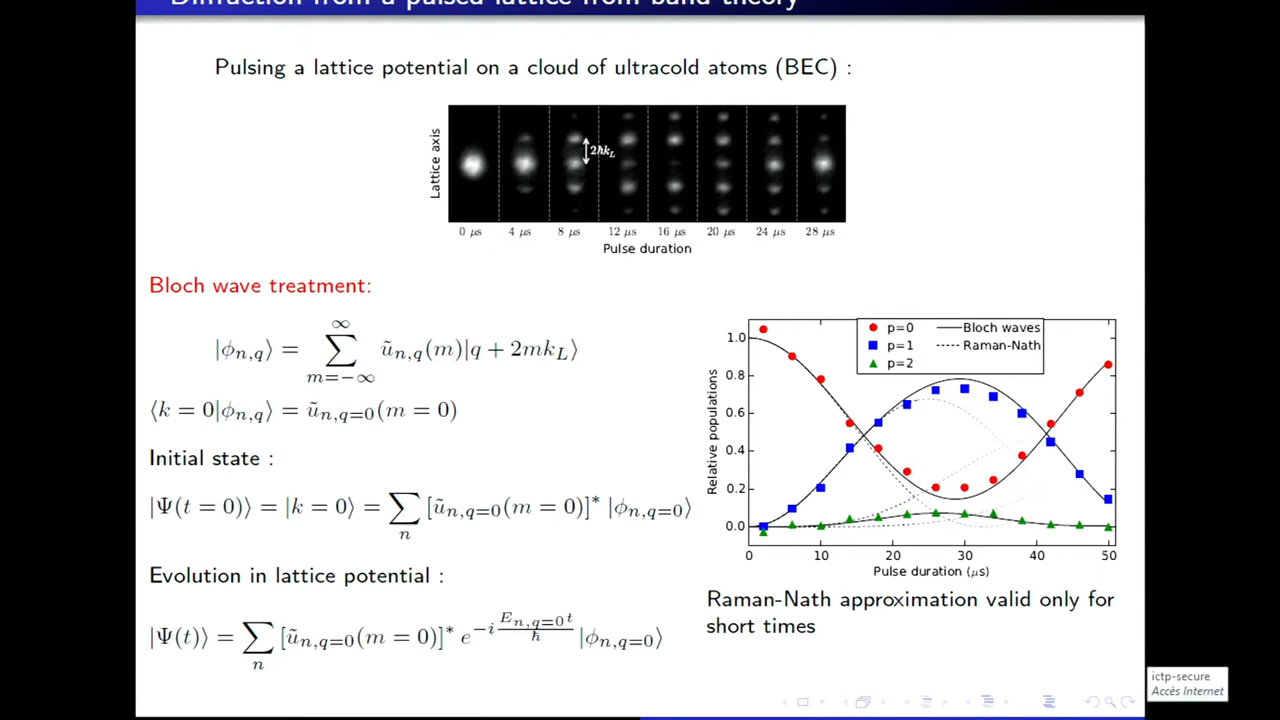 Diffraction from a pulsed lattice from band theory
Pulsing a lattice potential on a cloud of ultracold atoms (BEC) :
Lattice axis
2ħk_L
0 μs 4 μs 8 μs 12 μs 16 μs 20 μs 24 μs 28 μs
Pulse duration
Bloch wave treatment:
|ϕ_{n,q}⟩ = ∑_{m=−∞}^{∞} ũ_{n,q}(m)|q + 2mk_L⟩
⟨k = 0|ϕ_{n,q}⟩ = ũ_{n,q=0}(m = 0)
Initial state :
|Ψ(t = 0)⟩ = |k = 0⟩ = ∑_n [ũ_{n,q=0}(m = 0)]* |ϕ_{n,q=0}⟩
Evolution in lattice potential :
|Ψ(t)⟩ = ∑_n [ũ_{n,q=0}(m = 0)]* e^{−i E_{n,q=0}t/ħ} |ϕ_{n,q=0}⟩
p=0
p=1
p=2
Bloch waves
Raman-Nath
Relative populations
1.0
0.8
0.6
0.4
0.2
0.0
0 10 20 30 40 50
Pulse duration (μs)
Raman-Nath approximation valid only for
short times
ictp-secure
Accès Internet